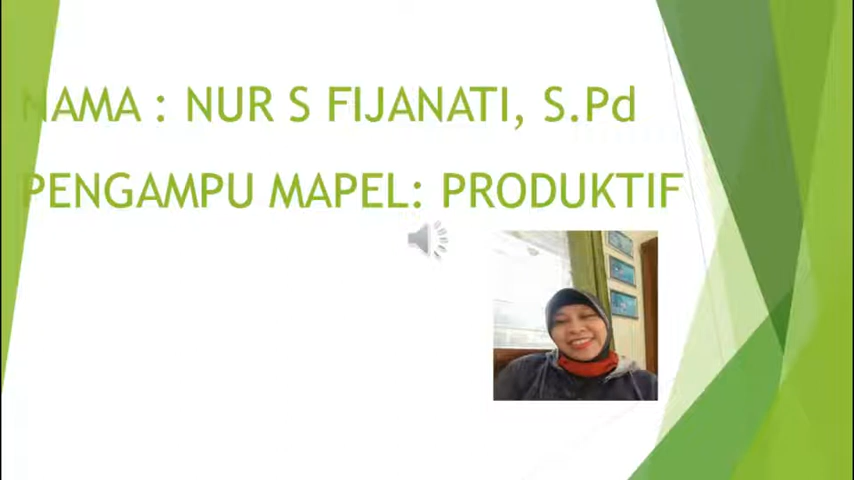 NAMA : NUR S FIJANATI, S.Pd
PENGAMPU MAPEL: PRODUKTIF